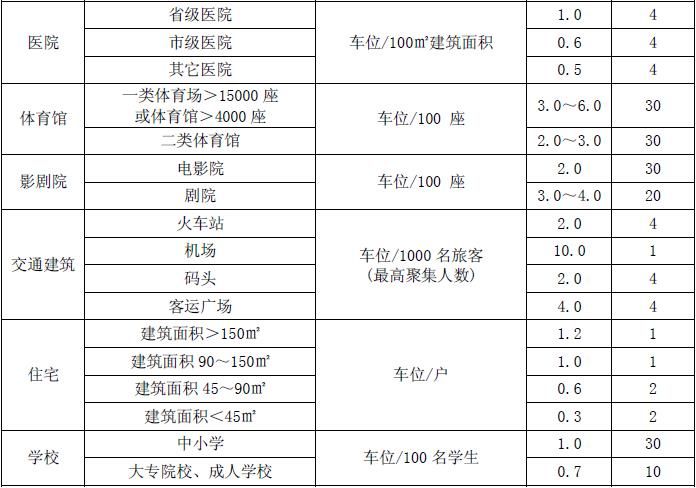 医院 省级医院 车位/100㎡建筑面积 1.0 4
市级医院 0.6 4
其它医院 0.5 4
体育馆 一类体育场＞15000 座
或体育馆＞4000 座 车位/100 座 3.0～6.0 30
二类体育馆 2.0～3.0 30
影剧院 电影院 车位/100 座 2.0 30
剧院 3.0～4.0 20
交通建筑 火车站 车位/1000 名旅客
(最高聚集人数) 2.0 4
机场 10.0 1
码头 2.0 4
客运广场 4.0 4
住宅 建筑面积＞150㎡ 车位/户 1.2 1
建筑面积 90～150㎡ 1.0 1
建筑面积 45～90㎡ 0.6 2
建筑面积＜45㎡ 0.3 2
学校 中小学 车位/100 名学生 1.0 30
大专院校、成人学校 0.7 10